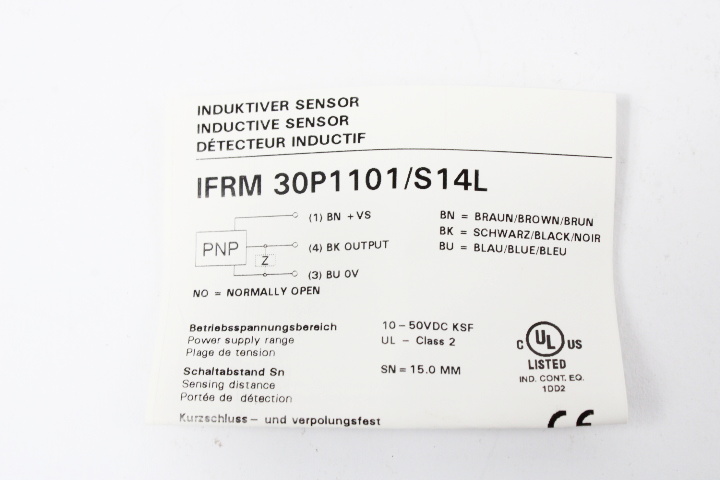 INDUKTIVER SENSOR
INDUCTIVE SENSOR
DÉTECTEUR INDUCTIF
IFRM 30P1101/S14L
PNP
Z
(1) BN +VS
(4) BK OUTPUT
(3) BU 0V
BN = BRAUN/BROWN/BRUN
BK = SCHWARZ/BLACK/NOIR
BU = BLAU/BLUE/BLEU
NO = NORMALLY OPEN
Betriebsspannungsbereich
Power supply range
Plage de tension
10-50VDC KSF
UL - Class 2
Schaltabstand Sn
Sensing distance
Portée de détection
SN = 15.0 MM
C UL US
LISTED
IND. CONT. EQ.
1DD2
Kurzschluss- und verpolungsfest
CE